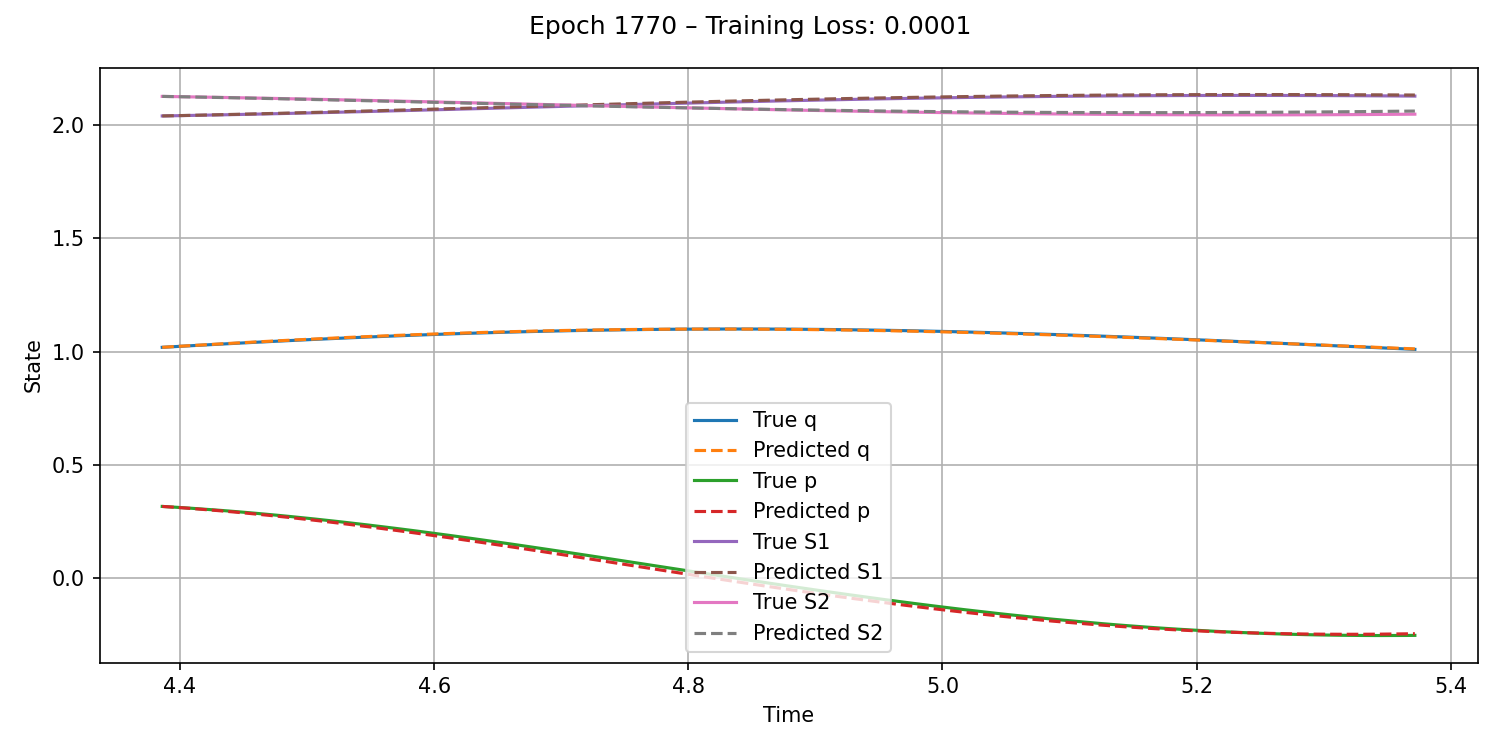 Epoch 1770 – Training Loss: 0.0001
2.0
1.5
1.0
0.5
0.0
State
True q
Predicted q
True p
Predicted p
True S1
Predicted S1
True S2
Predicted S2
4.4 4.6 4.8 5.0 5.2 5.4
Time